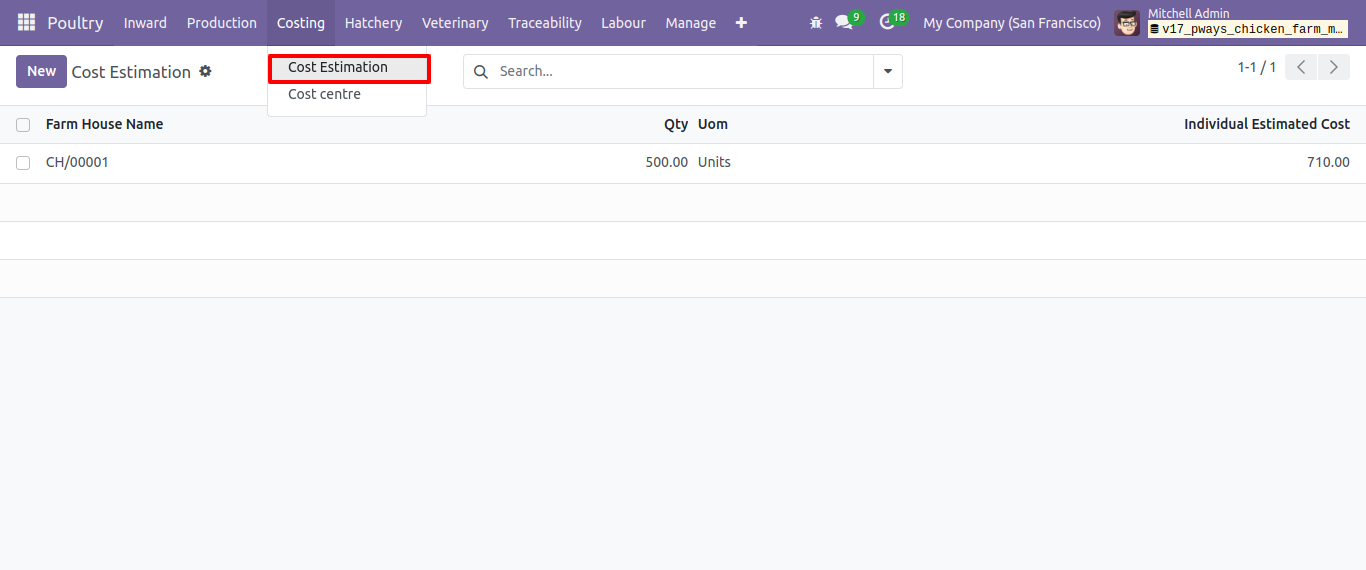 Poultry Inward Production Costing Hatchery Veterinary Traceability Labour Manage 9 18 My Company (San Francisco) Mitchell Admin
v17_pways_chicken_farm_m...
New Cost Estimation Cost Estimation Search... 1-1 / 1
Cost centre
Farm House Name Qty Uom Individual Estimated Cost
CH/00001 500.00 Units 710.00